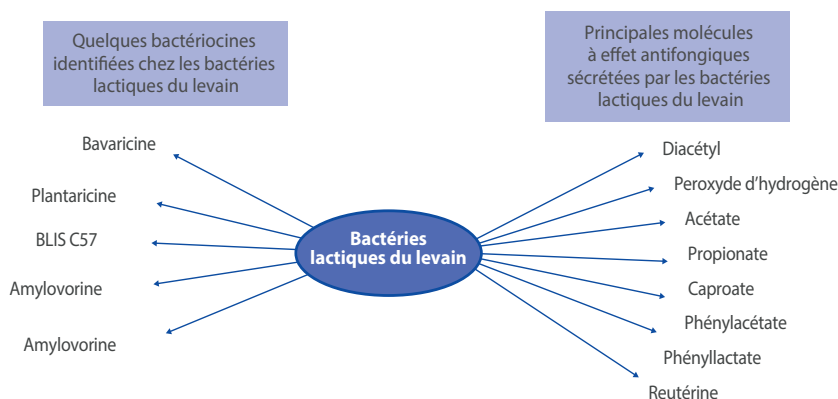 Quelques bactériocines
identifiées chez les bactéries
lactiques du levain
Principales molécules
à effet antifongiques
sécrétées par les bactéries
lactiques du levain
Bavaricine
Plantaricine
BLIS C57
Amylovorine
Amylovorine
Bactéries
lactiques du levain
Diacétyl
Peroxyde d'hydrogène
Acétate
Propionate
Caproate
Phénylacétate
Phényllactate
Reutérine